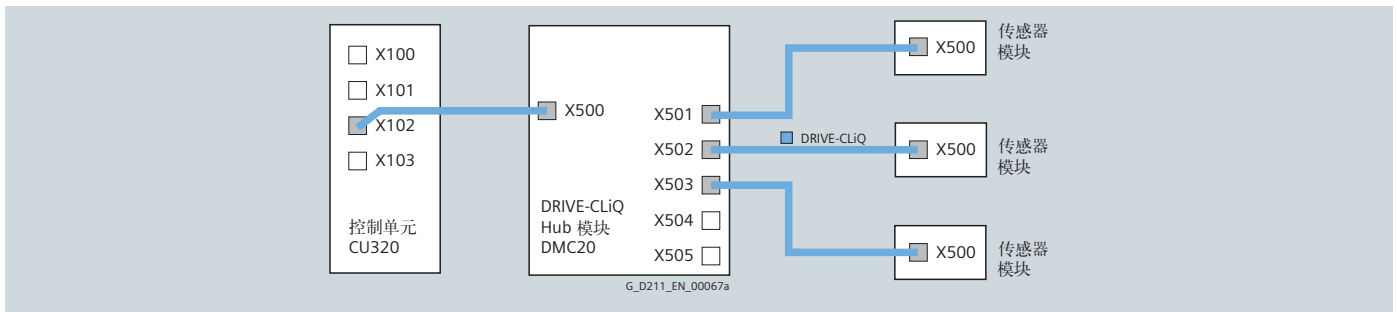 X100
X101
X102
X103
控制单元
CU320
X500
X501
X502
X503
X504
X505
DRIVE-CLiQ
Hub 模块
DMC20
G_D211_EN_00067a
DRIVE-CLiQ
X500
传感器
模块
X500
传感器
模块
X500
传感器
模块